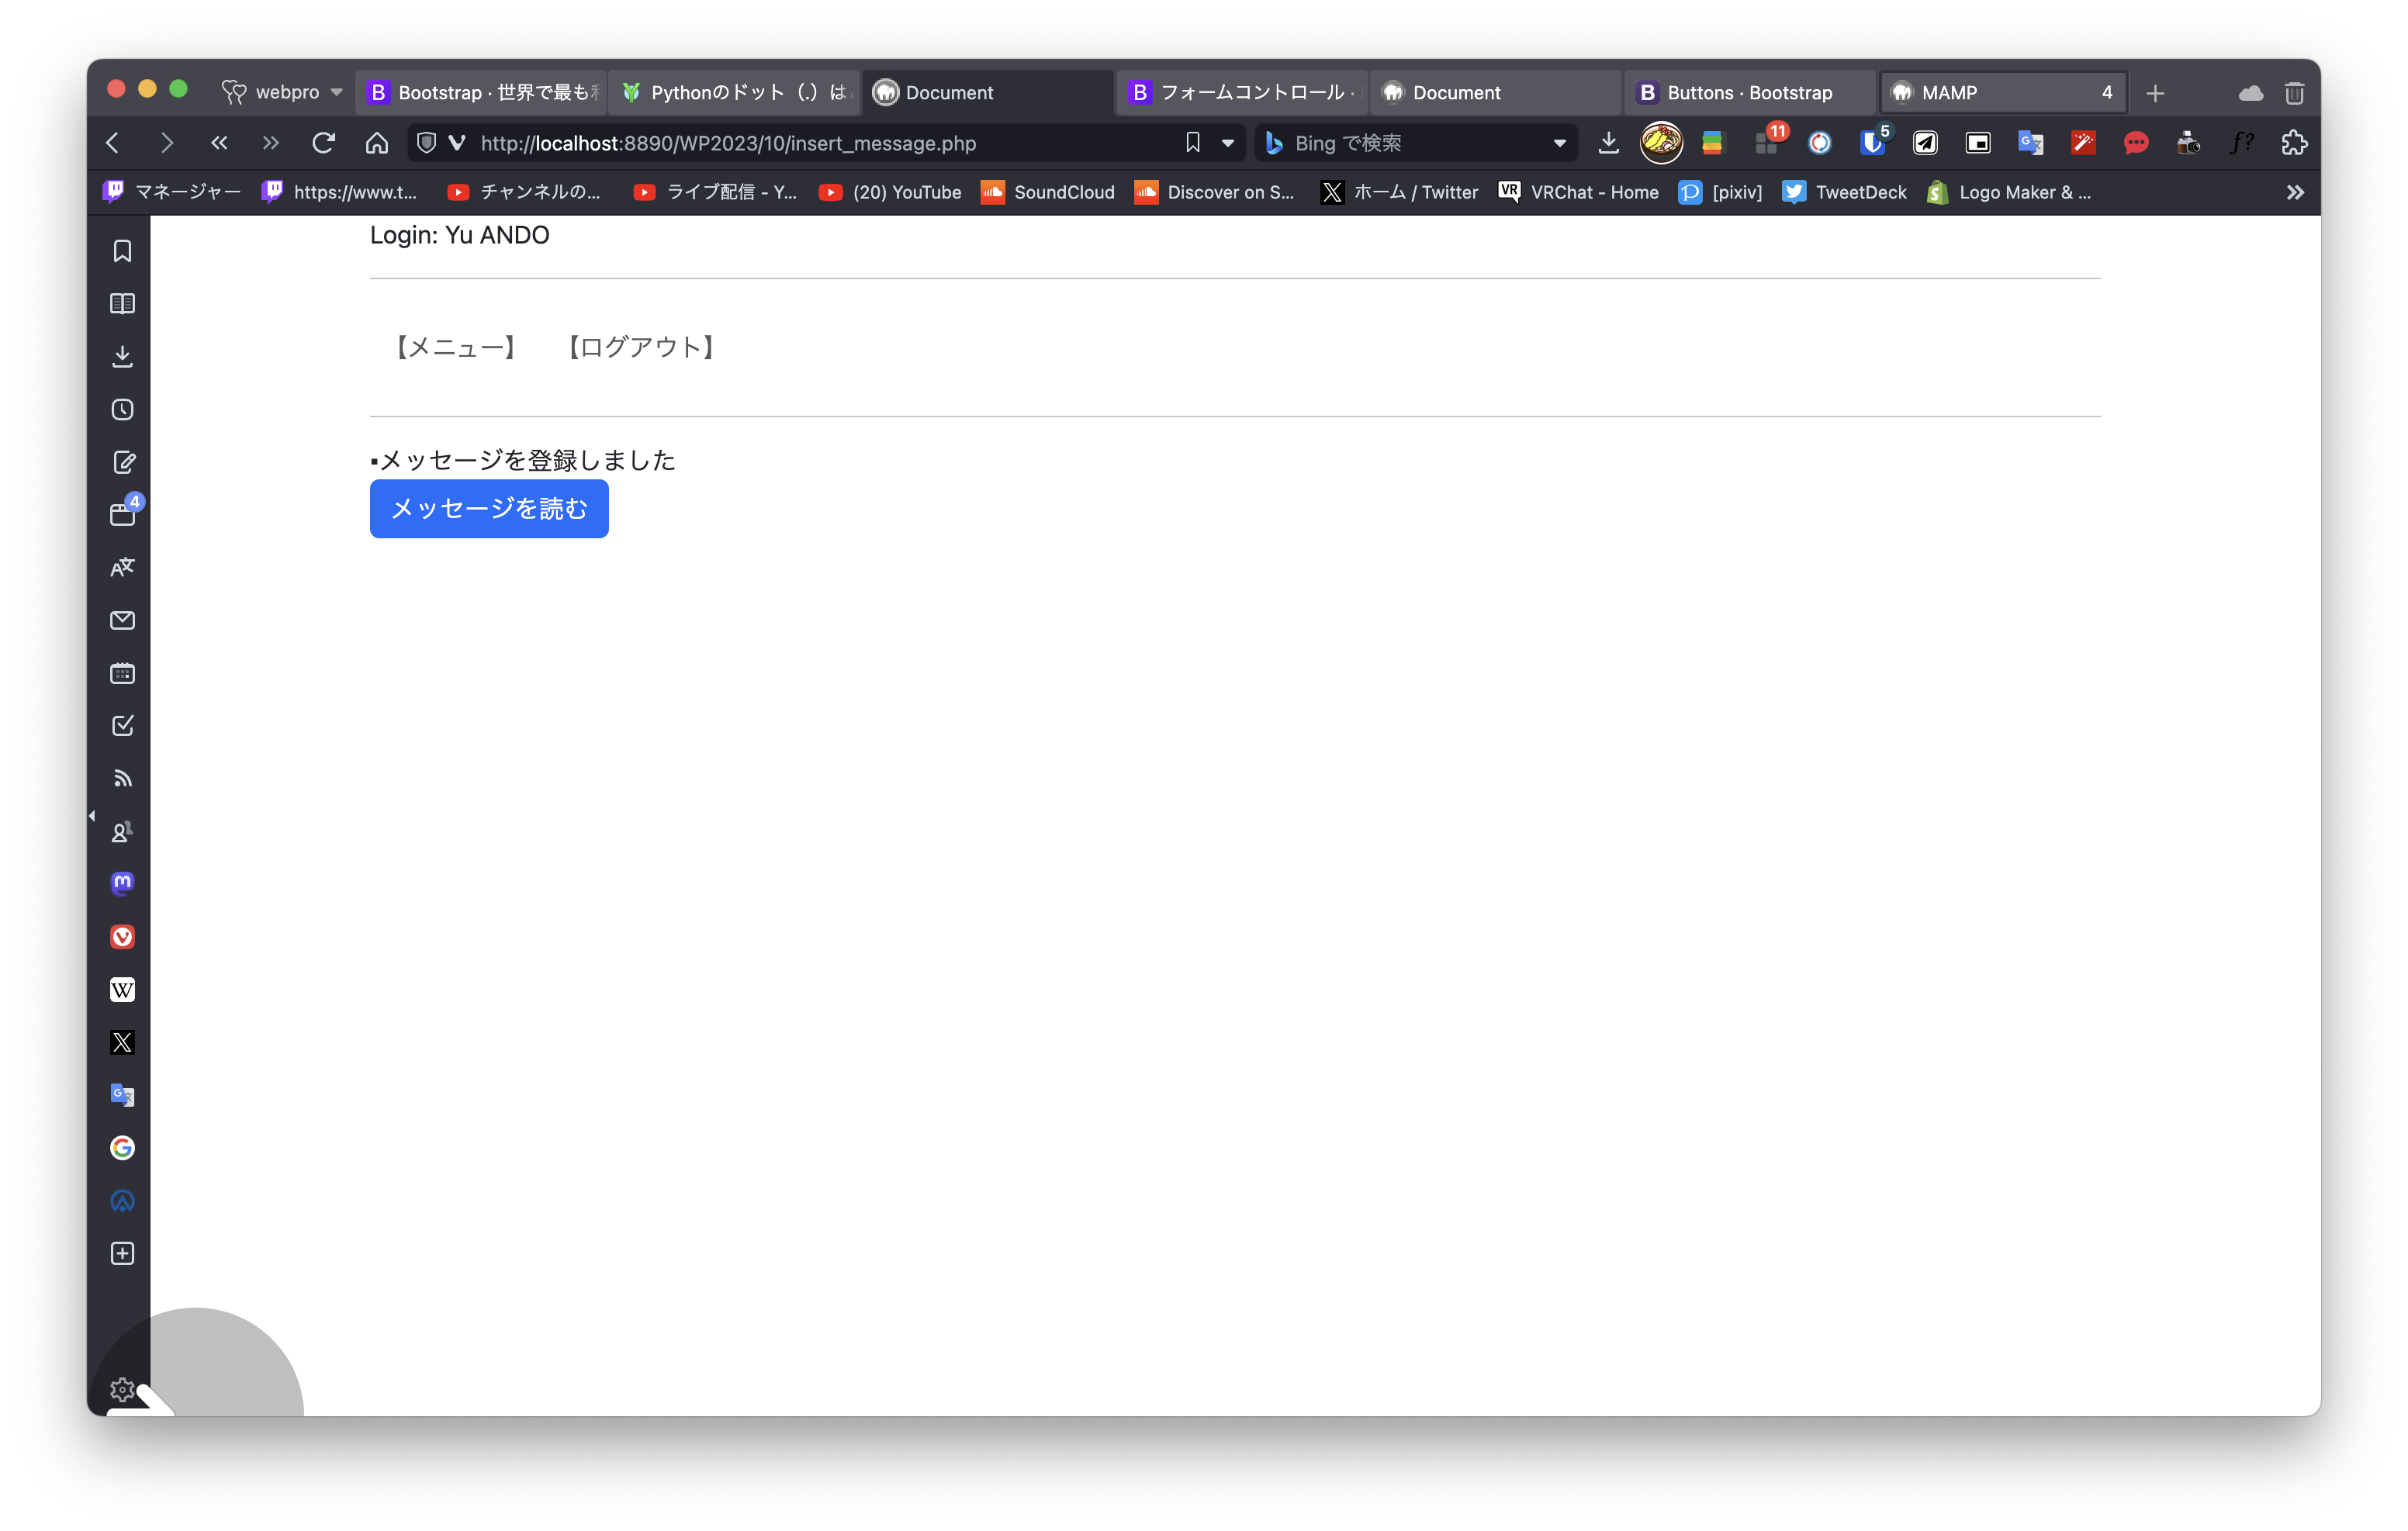 webpro
Bootstrap · 世界で最も
Pythonのドット（.）は
Document
フォームコントロール ·
Document
Buttons · Bootstrap
MAMP
4
http://localhost:8890/WP2023/10/insert_message.php
Bing で検索
11
5
f?
マネージャー
https://www.t...
チャンネルの...
ライブ配信 - Y...
(20) YouTube
SoundCloud
Discover on S...
ホーム / Twitter
VR
VRChat - Home
[pixiv]
TweetDeck
Logo Maker & ...
Login: Yu ANDO
【メニュー】
【ログアウト】
▪メッセージを登録しました
メッセージを読む
4